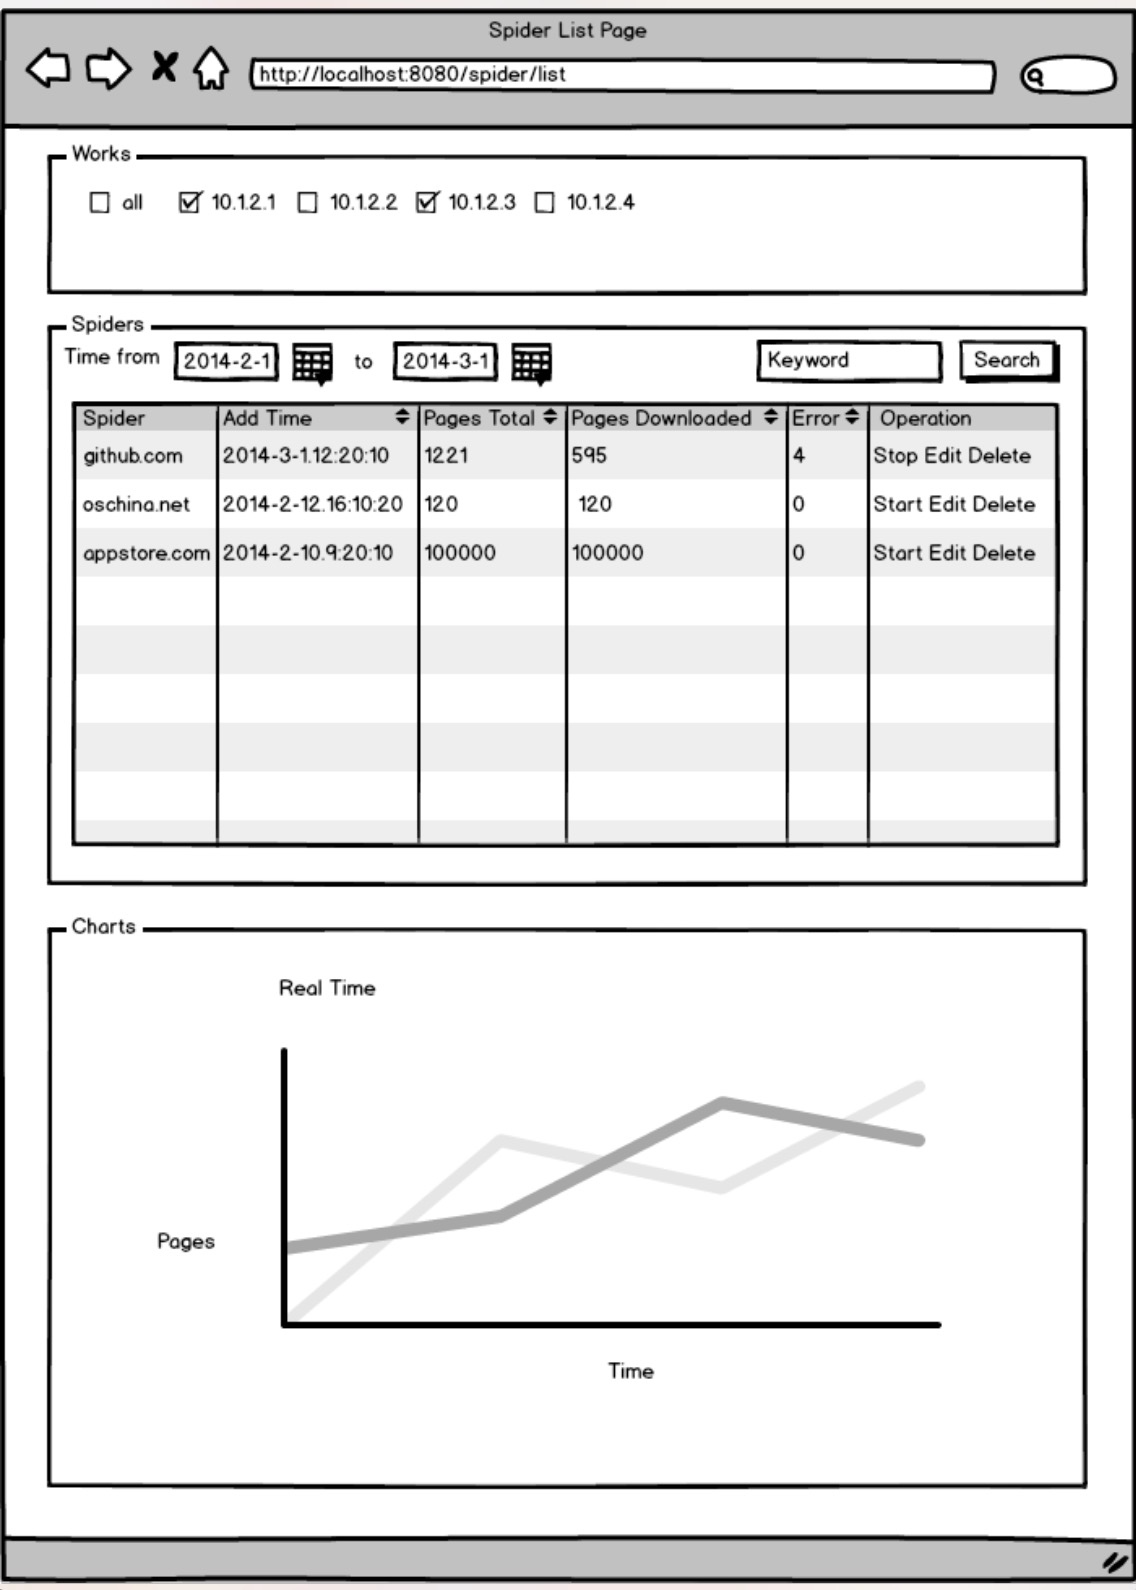 Spider List Page
http://localhost:8080/spider/list
Works
all 10.1.2.1 10.1.2.2 10.1.2.3 10.1.2.4
Spiders
Time from 2014-2-1 to 2014-3-1 Keyword Search
Spider Add Time Pages Total Pages Downloaded Error Operation
github.com 2014-3-1.12:20:10 1221 595 4 Stop Edit Delete
oschina.net 2014-2-12.16:10:20 120 120 0 Start Edit Delete
appstore.com 2014-2-10.9:20:10 100000 100000 0 Start Edit Delete
Charts
Real Time
Pages
Time